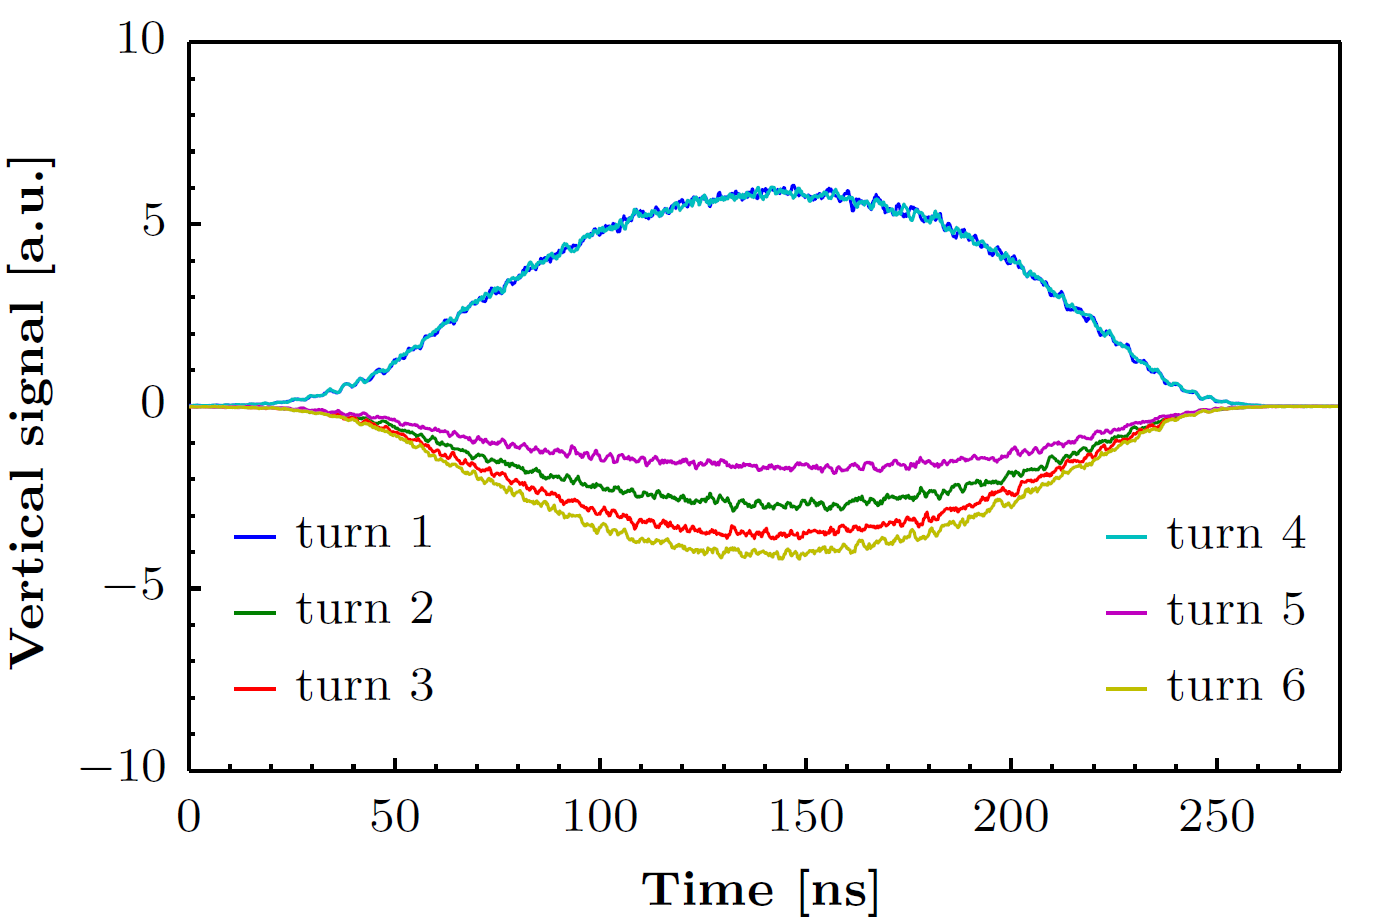 10
5
0
−5
−10
Vertical signal [a.u.]
turn 1
turn 2
turn 3
turn 4
turn 5
turn 6
0 50 100 150 200 250
Time [ns]